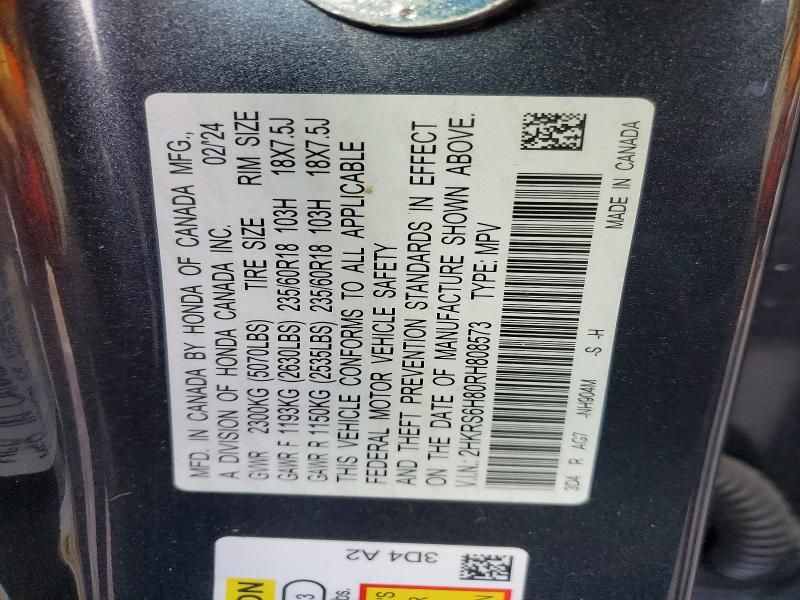 MFD. IN CANADA BY HONDA OF CANADA MFG.,
A DIVISION OF HONDA CANADA INC. 02/'24
GVWR 2300KG (6070LBS) TIRE SIZE RIM SIZE
GAWR F 1193KG (2630LBS) 235/60R18 103H 18X7.5J
GAWR R 1150KG (2535LBS) 235/60R18 103H 18X7.5J
THIS VEHICLE CONFORMS TO ALL APPLICABLE
FEDERAL MOTOR VEHICLE SAFETY
AND THEFT PREVENTION STANDARDS IN EFFECT
ON THE DATE OF MANUFACTURE SHOWN ABOVE.
V.I.N.: 2HKRS6H80RH808573 TYPE: MPV
3D4 R AG7 -NH904M -S -H MADE IN CANADA
3D4 A2